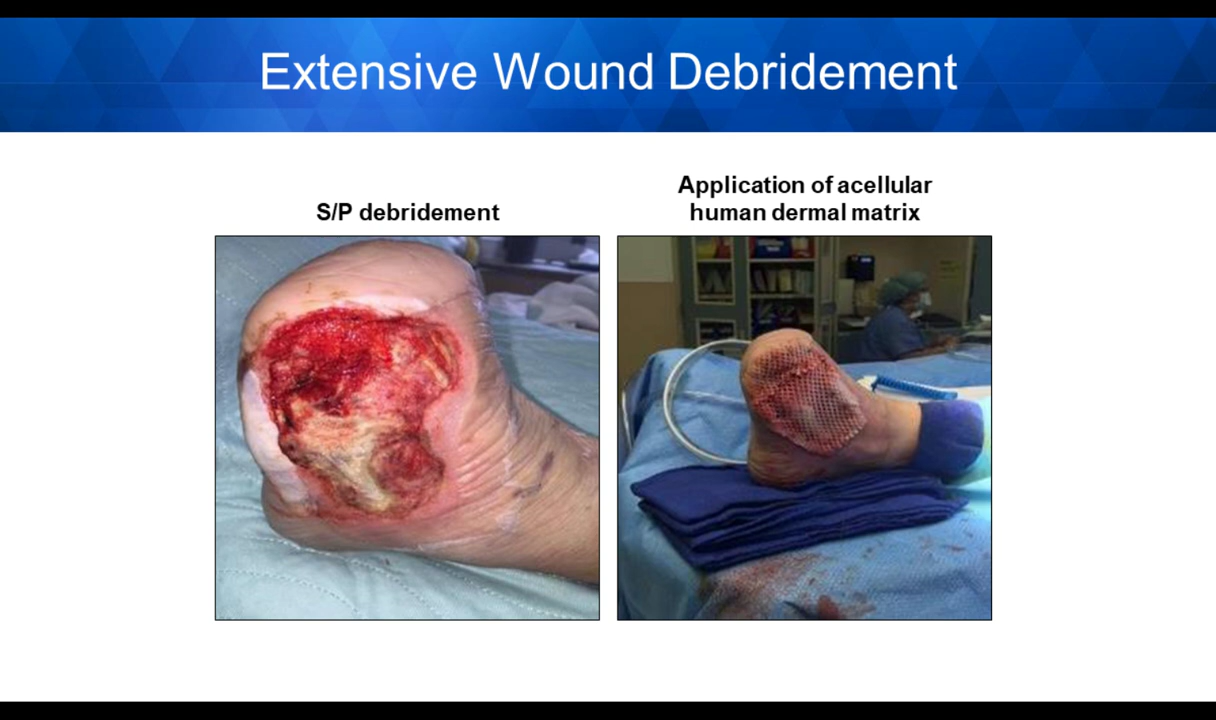 Extensive Wound Debridement
S/P debridement
Application of acellular
human dermal matrix